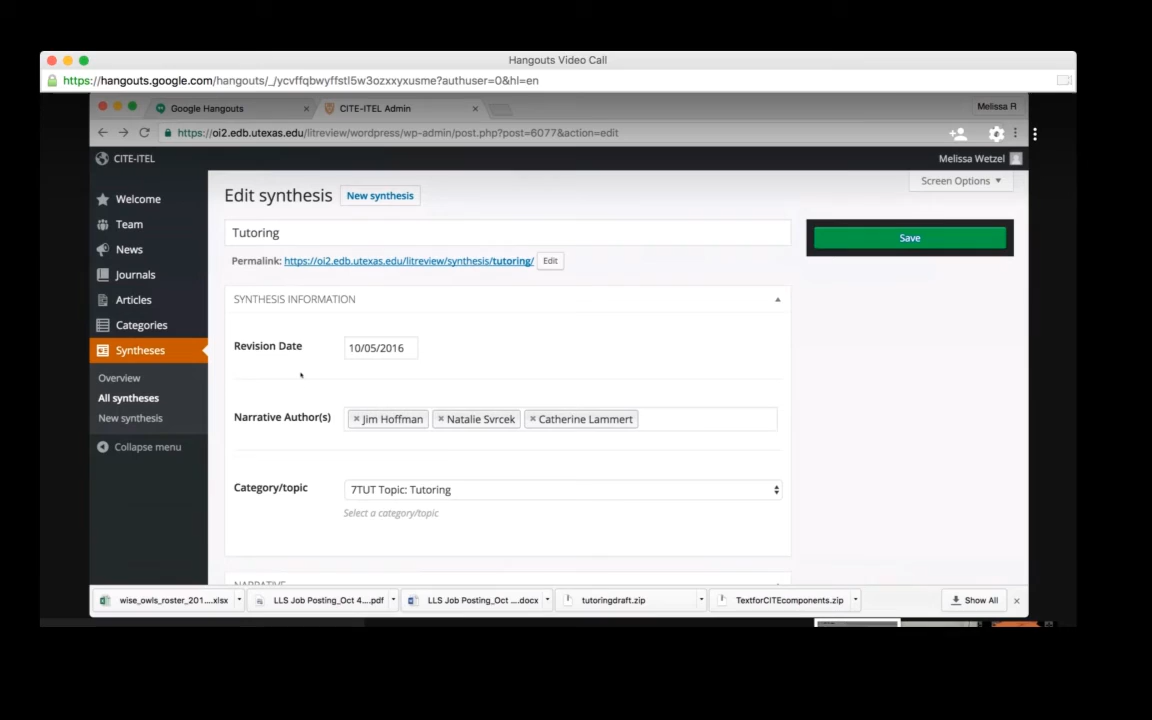 Hangouts Video Call
https://hangouts.google.com/hangouts/_/ycvffqbwyffstl5w3ozxxyxusme?authuser=0&hl=en
Google Hangouts
CITE-ITEL Admin
Melissa R
https://oi2.edb.utexas.edu/litreview/wordpress/wp-admin/post.php?post=6077&action=edit
CITE-ITEL
Melissa Wetzel
Screen Options
Welcome
Team
News
Journals
Articles
Categories
Syntheses
Overview
All syntheses
New synthesis
Collapse menu
Edit synthesis
New synthesis
Tutoring
Save
Permalink: https://oi2.edb.utexas.edu/litreview/synthesis/tutoring/ Edit
SYNTHESIS INFORMATION
Revision Date
10/05/2016
Narrative Author(s)
× Jim Hoffman × Natalie Svrcek × Catherine Lammert
Category/topic
7TUT Topic: Tutoring
Select a category/topic
NARRATIVE
wise_owls_roster_201....xlsx
LLS Job Posting_Oct 4....pdf
LLS Job Posting_Oct ....docx
tutoringdraft.zip
TextforCITEcomponents.zip
Show All